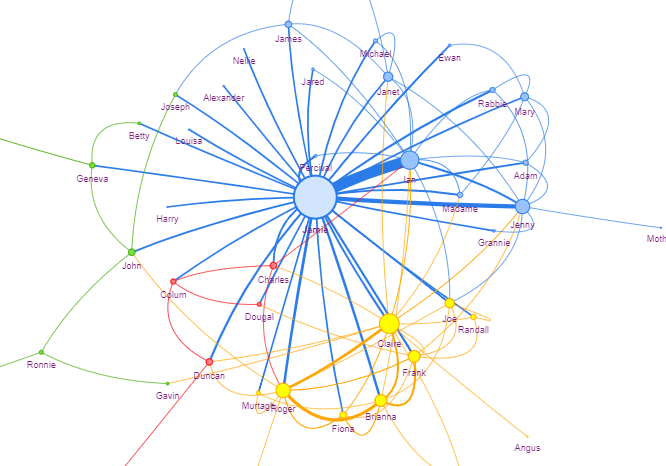 James
Michael
Ewan
Nellie
Jared
Janet
Alexander
Joseph
Rabbie
Mary
Betty
Louisa
Percival
Geneva
Ian
Adam
Madame
Harry
Jamie
Jenny
Grannie
Moth
John
Charles
Colum
Dougal
Joe
Randall
Claire
Ronnie
Duncan
Frank
Gavin
Murtagh
Roger
Brianna
Fiona
Angus